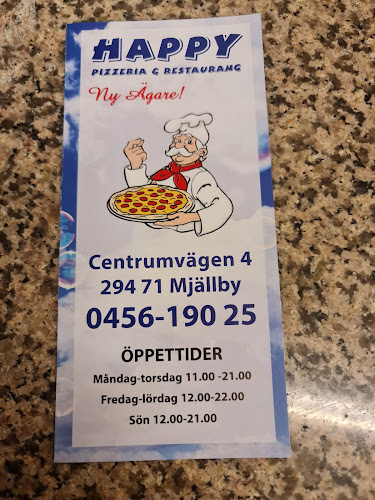 HAPPY
PIZZERIA & RESTAURANG
Ny Ägare!
Centrumvägen 4
294 71 Mjällby
0456-190 25
ÖPPETTIDER
Måndag-torsdag 11.00 -21.00
Fredag-lördag 12.00-22.00
Sön 12.00-21.00